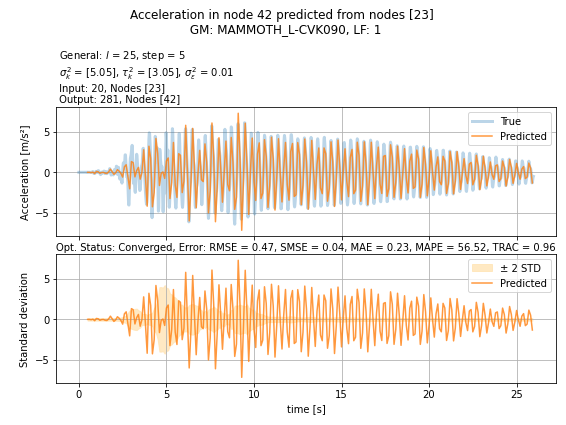 Acceleration in node 42 predicted from nodes [23]
GM: MAMMOTH_L-CVK090, LF: 1
General: l = 25, step = 5
σ²ₖ = [5.05], τ²ₖ = [3.05], σ²_ε = 0.01
Input: 20, Nodes [23]
Output: 281, Nodes [42]
True
Predicted
Acceleration [m/s²]
5
0
−5
Opt. Status: Converged, Error: RMSE = 0.47, SMSE = 0.04, MAE = 0.23, MAPE = 56.52, TRAC = 0.96
± 2 STD
Predicted
Standard deviation
5
0
−5
0 5 10 15 20 25
time [s]